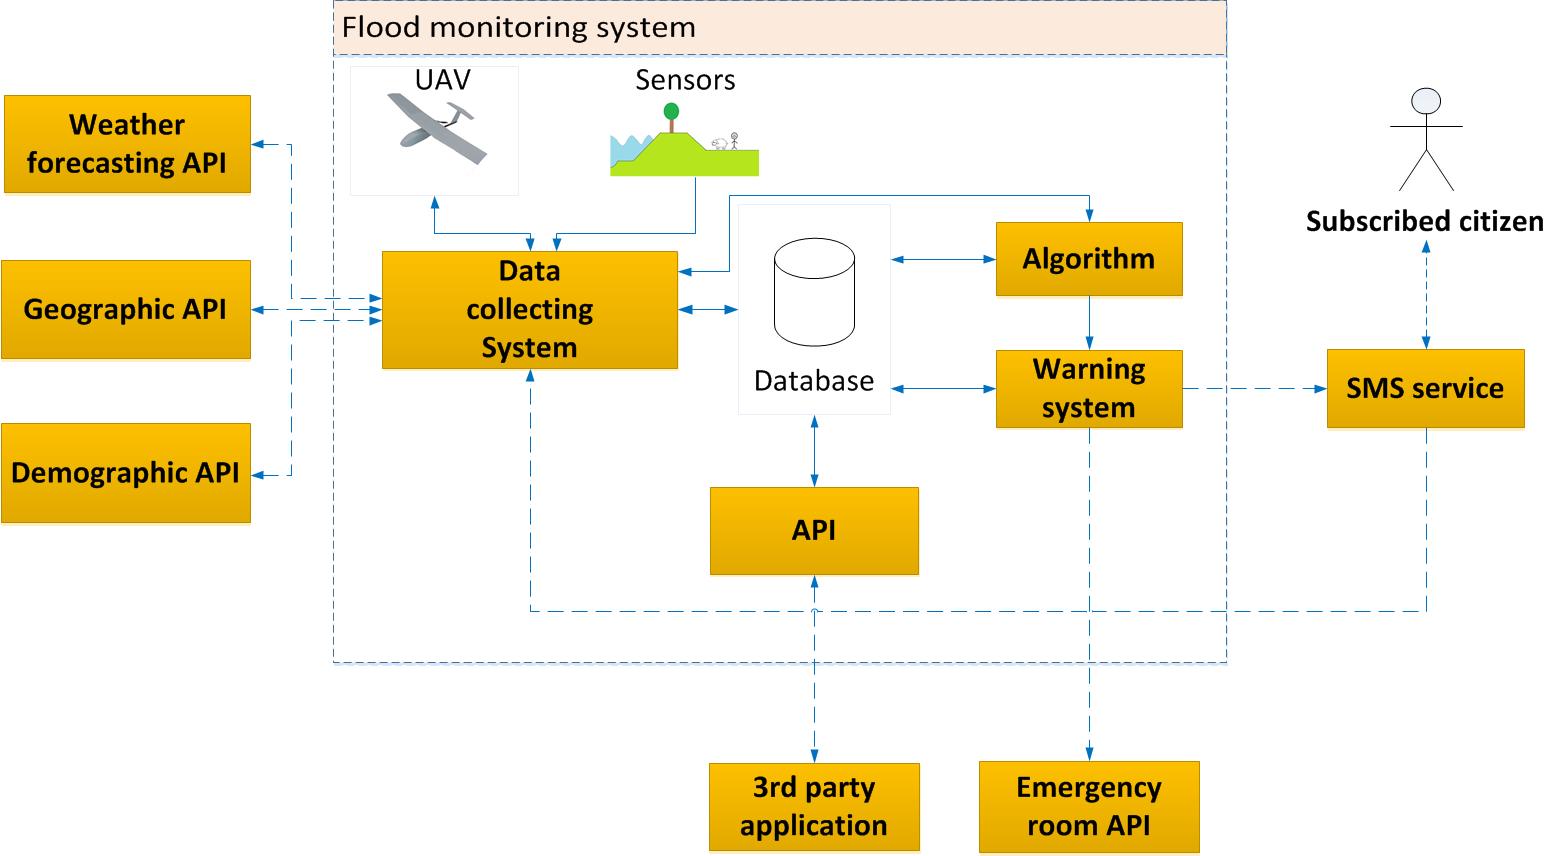 Flood monitoring system
UAV
Sensors
Weather
forecasting API
Subscribed citizen
Data
collecting
System
Algorithm
Geographic API
Database
Warning
system
SMS service
Demographic API
API
3rd party
application
Emergency
room API